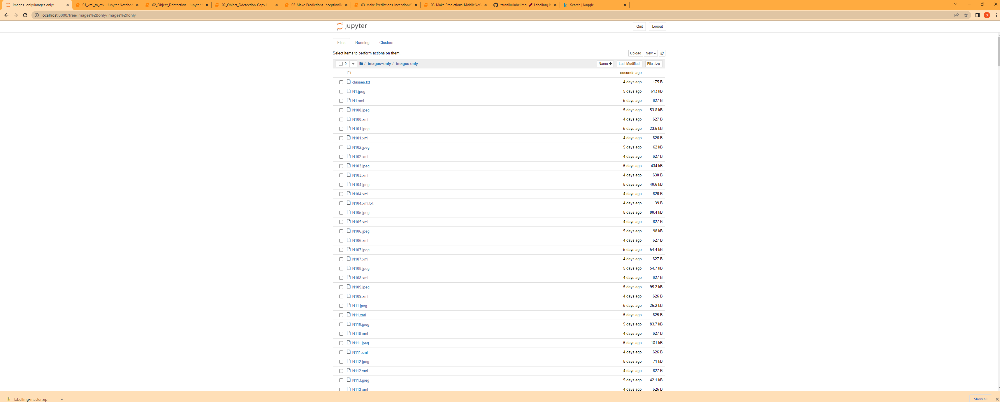 images+only/images only/ 01_xml_to_csv - Jupyter Notebo 02_Object_Ddetection - Jupyter 02_Object_Ddetection-Copy1 - 03-Make Predictions-InceptionR 03-Make Predictions-InceptionV3 03-Make Predictions-MobileNet tzutalin/labelImg: LabelImg is Search | Kaggle
localhost:8888/tree/images%2Bonly/images%20only S
jupyter Quit Logout
Files Running Clusters
Select items to perform actions on them. Upload New
0 / images+only / images only Name Last Modified File size
.. seconds ago
classes.txt 4 days ago 175 B
N1.jpeg 5 days ago 613 kB
N1.xml 5 days ago 627 B
N100.jpeg 5 days ago 53.8 kB
N100.xml 4 days ago 627 B
N101.jpeg 5 days ago 23.5 kB
N101.xml 4 days ago 626 B
N102.jpeg 5 days ago 62 kB
N102.xml 4 days ago 627 B
N103.jpeg 5 days ago 434 kB
N103.xml 4 days ago 630 B
N104.jpeg 5 days ago 40.6 kB
N104.xml 4 days ago 626 B
N104.xml.txt 4 days ago 39 B
N105.jpeg 5 days ago 80.4 kB
N105.xml 4 days ago 627 B
N106.jpeg 5 days ago 98 kB
N106.xml 4 days ago 627 B
N107.jpeg 5 days ago 54.4 kB
N107.xml 4 days ago 627 B
N108.jpeg 5 days ago 54.7 kB
N108.xml 4 days ago 627 B
N109.jpeg 5 days ago 95.2 kB
N109.xml 4 days ago 626 B
N11.jpeg 5 days ago 25.2 kB
N11.xml 5 days ago 625 B
N110.jpeg 5 days ago 83.7 kB
N110.xml 4 days ago 627 B
N111.jpeg 5 days ago 181 kB
N111.xml 4 days ago 626 B
N112.jpeg 5 days ago 71 kB
N112.xml 4 days ago 627 B
N113.jpeg 5 days ago 42.1 kB
N113.xml 4 days ago 626 B
labelImg-master.zip Show all